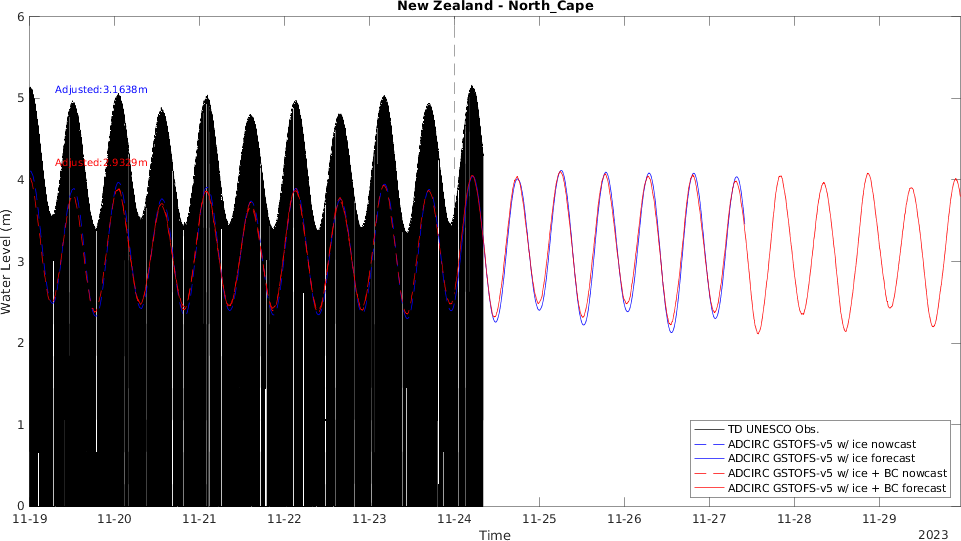 New Zealand - North_Cape
6
5
4
3
2
1
0
Water Level (m)
Adjusted:3.1638m
Adjusted:2.9379m
TD UNESCO Obs.
ADCIRC GSTOFS-v5 w/ ice nowcast
ADCIRC GSTOFS-v5 w/ ice forecast
ADCIRC GSTOFS-v5 w/ ice + BC nowcast
ADCIRC GSTOFS-v5 w/ ice + BC forecast
11-19 11-20 11-21 11-22 11-23 11-24 11-25 11-26 11-27 11-28 11-29
Time
2023